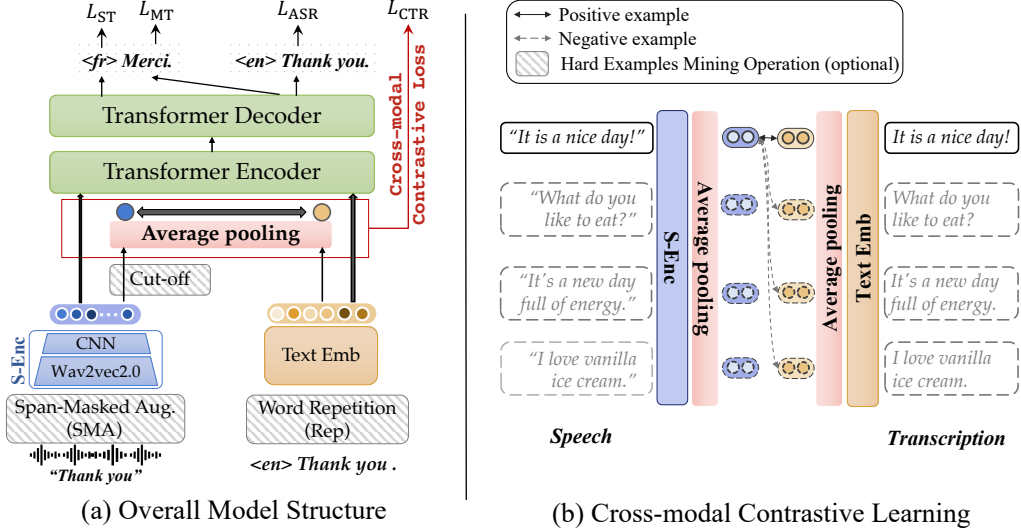 L_ST L_MT L_ASR L_CTR
<fr> Merci. <en> Thank you.
Transformer Decoder
Transformer Encoder
Cross-modal
Contrastive Loss
Average pooling
Cut-off
S-Enc
CNN
Wav2vec2.0
Text Emb
Span-Masked Aug.
(SMA)
Word Repetition
(Rep)
“Thank you”
<en> Thank you .
(a) Overall Model Structure
Positive example
Negative example
Hard Examples Mining Operation (optional)
“It is a nice day!”
“What do you
like to eat?”
“It's a new day
full of energy.”
“I love vanilla
ice cream.”
Speech
S-Enc
Average pooling
Average pooling
Text Emb
It is a nice day!
What do you
like to eat?
It's a new day
full of energy.
I love vanilla
ice cream.
Transcription
(b) Cross-modal Contrastive Learning